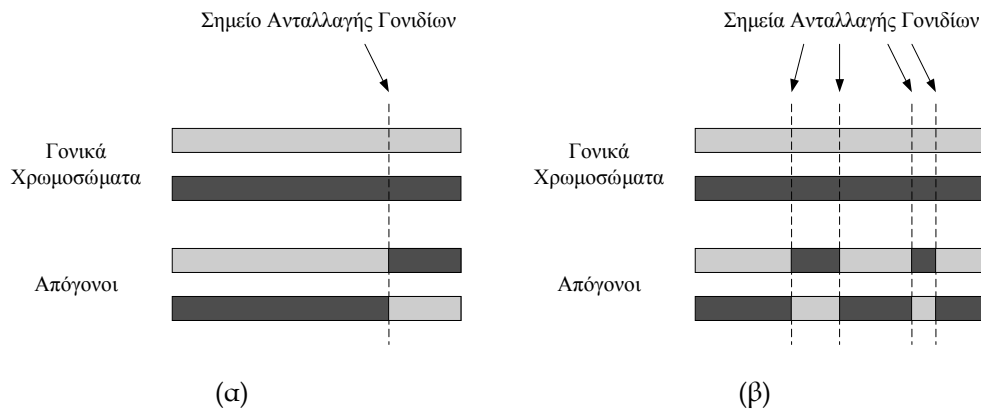 Σημείο Ανταλλαγής Γονιδίων
Γονικά
Χρωμοσώματα
Απόγονοι
(α)
Σημεία Ανταλλαγής Γονιδίων
Γονικά
Χρωμοσώματα
Απόγονοι
(β)